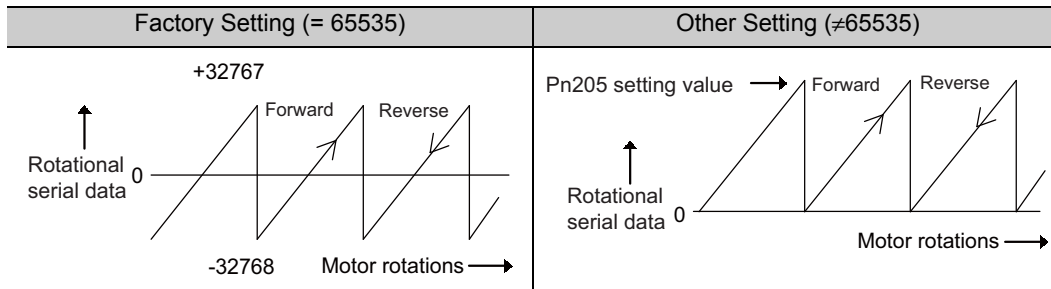 Factory Setting (= 65535)
Other Setting (≠65535)
+32767
Forward
Reverse
Rotational
serial data
0
-32768
Motor rotations
Pn205 setting value
Forward
Reverse
Rotational
serial data
0
Motor rotations